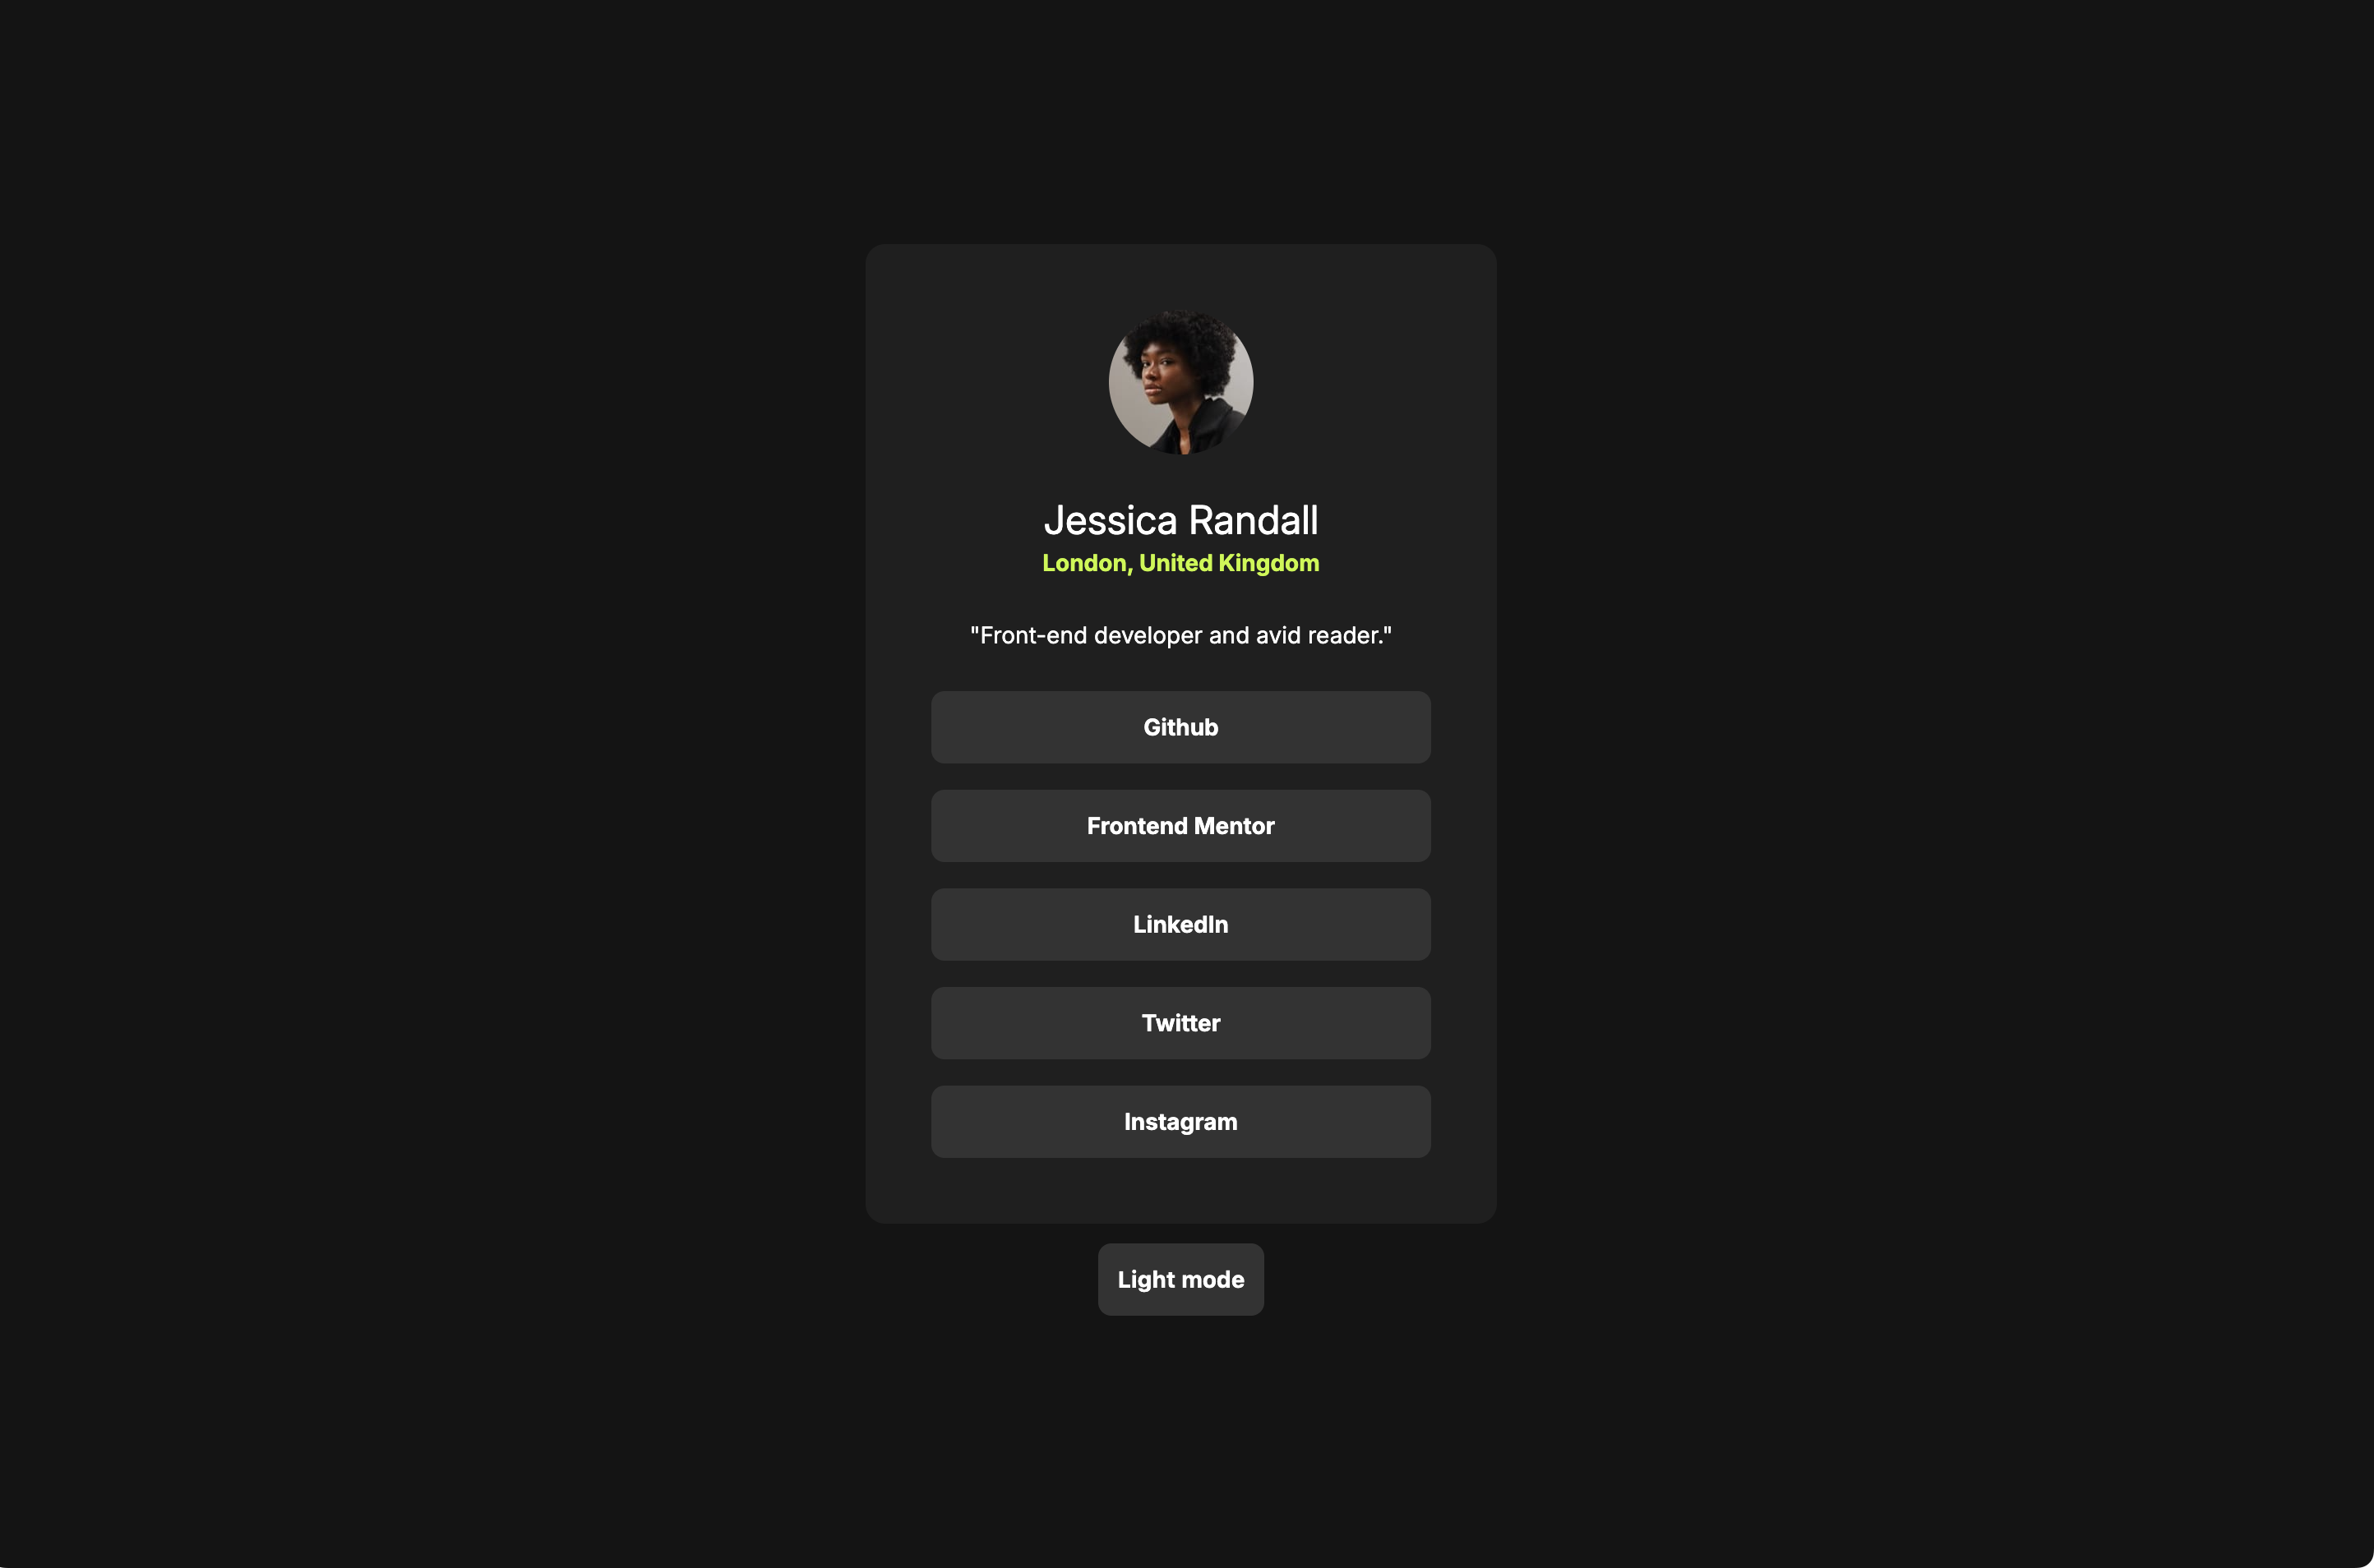 Jessica Randall
London, United Kingdom
"Front-end developer and avid reader."
Github
Frontend Mentor
LinkedIn
Twitter
Instagram
Light mode